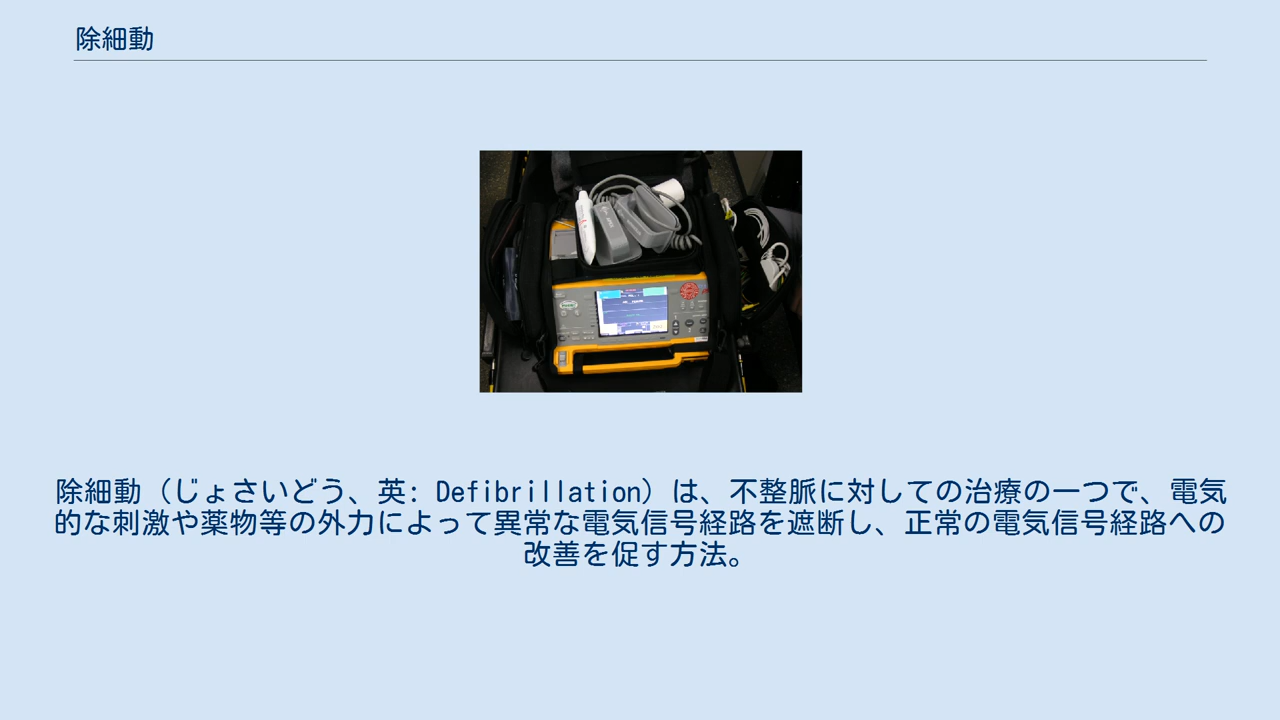 除細動
除細動（じょさいどう、英: Defibrillation）は、不整脈に対しての治療の一つで、電気
的な刺激や薬物等の外力によって異常な電気信号経路を遮断し、正常の電気信号経路への
改善を促す方法。